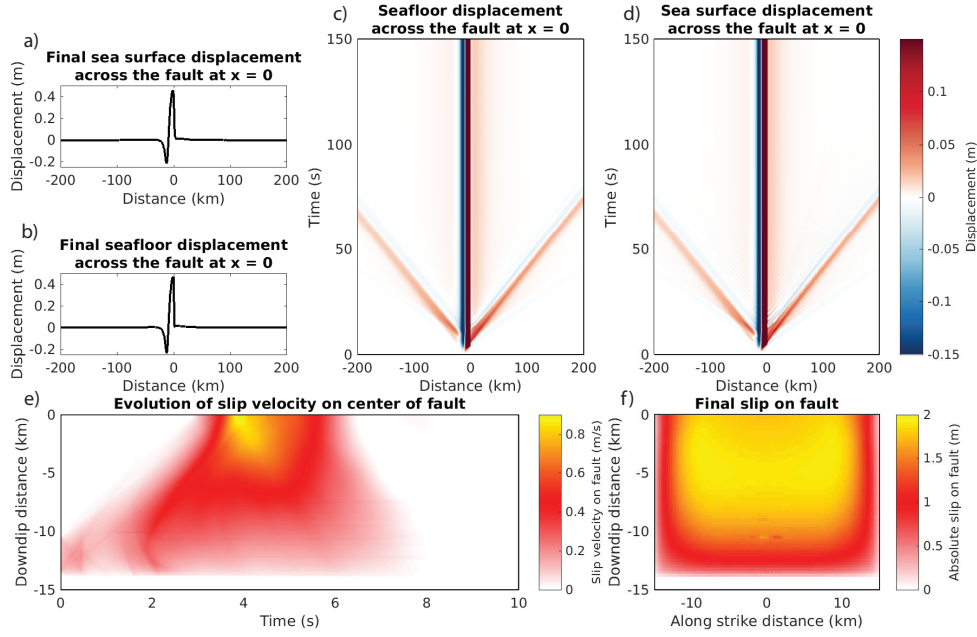 a)
Final sea surface displacement
across the fault at x = 0
Displacement (m)
0.4
0.2
0
-0.2
-200
-100
0
100
200
Distance (km)
b)
Final seafloor displacement
across the fault at x = 0
Displacement (m)
0.4
0.2
0
-0.2
-200
-100
0
100
200
Distance (km)
c)
Seafloor displacement
across the fault at x = 0
Time (s)
150
100
50
0
-200
-100
0
100
200
Distance (km)
d)
Sea surface displacement
across the fault at x = 0
Time (s)
150
100
50
0
-200
-100
0
100
200
Distance (km)
0.1
0.05
0
-0.05
-0.1
-0.15
Displacement (m)
e)
Evolution of slip velocity on center of fault
Downdip distance (km)
0
-5
-10
-15
0
2
4
6
8
10
Time (s)
0.8
0.6
0.4
0.2
0
Slip velocity on fault (m/s)
f)
Final slip on fault
Downdip distance (km)
0
-5
-10
-15
-10
0
10
Along strike distance (km)
2
1.5
1
0.5
0
Absolute slip on fault (m)